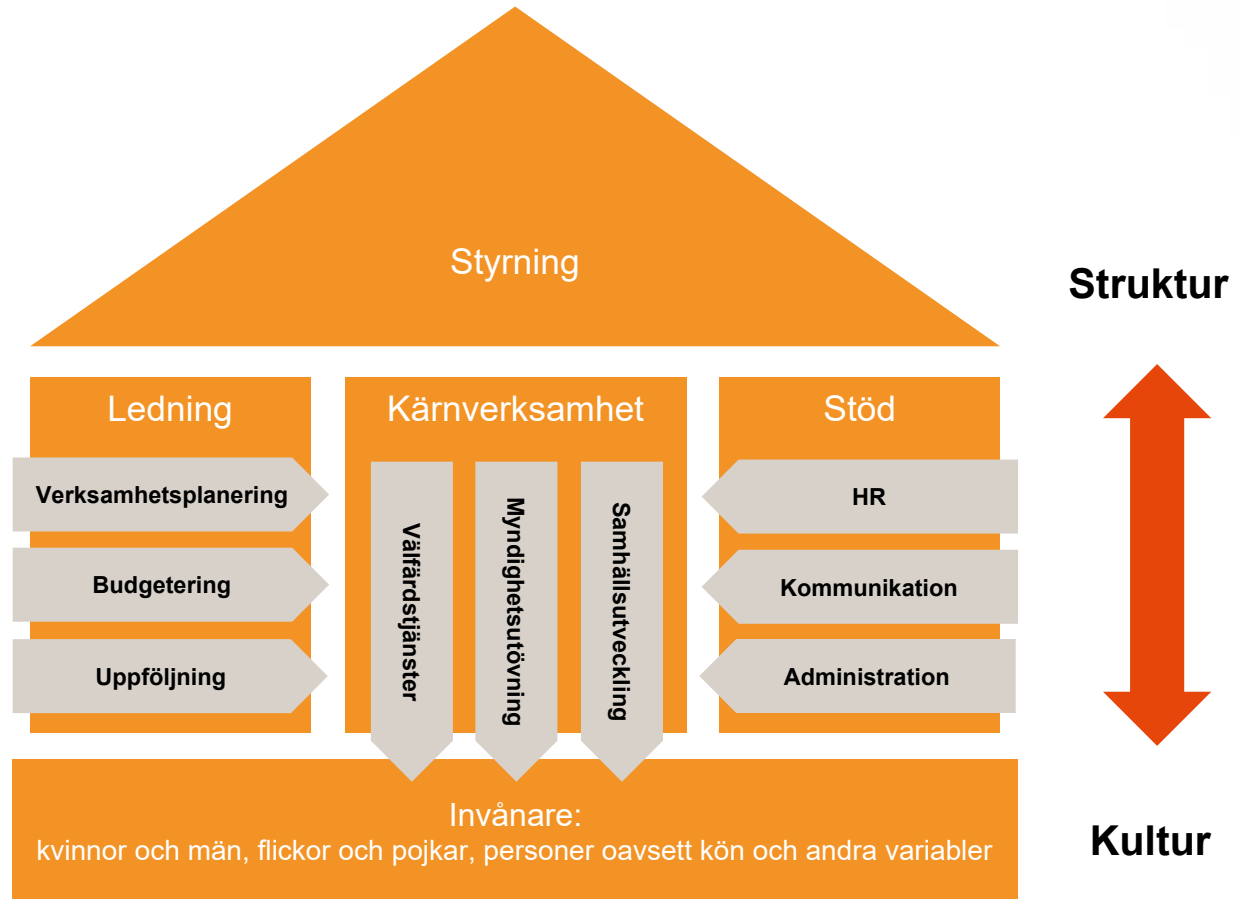 Styrning
Struktur
Ledning
Verksamhetsplanering
Budgetering
Uppföljning
Kärnverksamhet
Välfärdstjänster
Myndighetsutövning
Samhällsutveckling
Stöd
HR
Kommunikation
Administration
Invånare:
kvinnor och män, flickor och pojkar, personer oavsett kön och andra variabler
Kultur